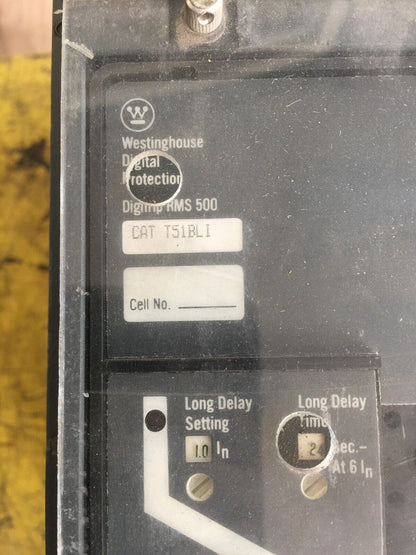 W
Westinghouse
Digital
Protection
Digitrip RMS 500
CAT T51BLI
Cell No.
Long Delay
Setting
1.0 In
Long Delay
Time
24 Sec.–
At 6 In